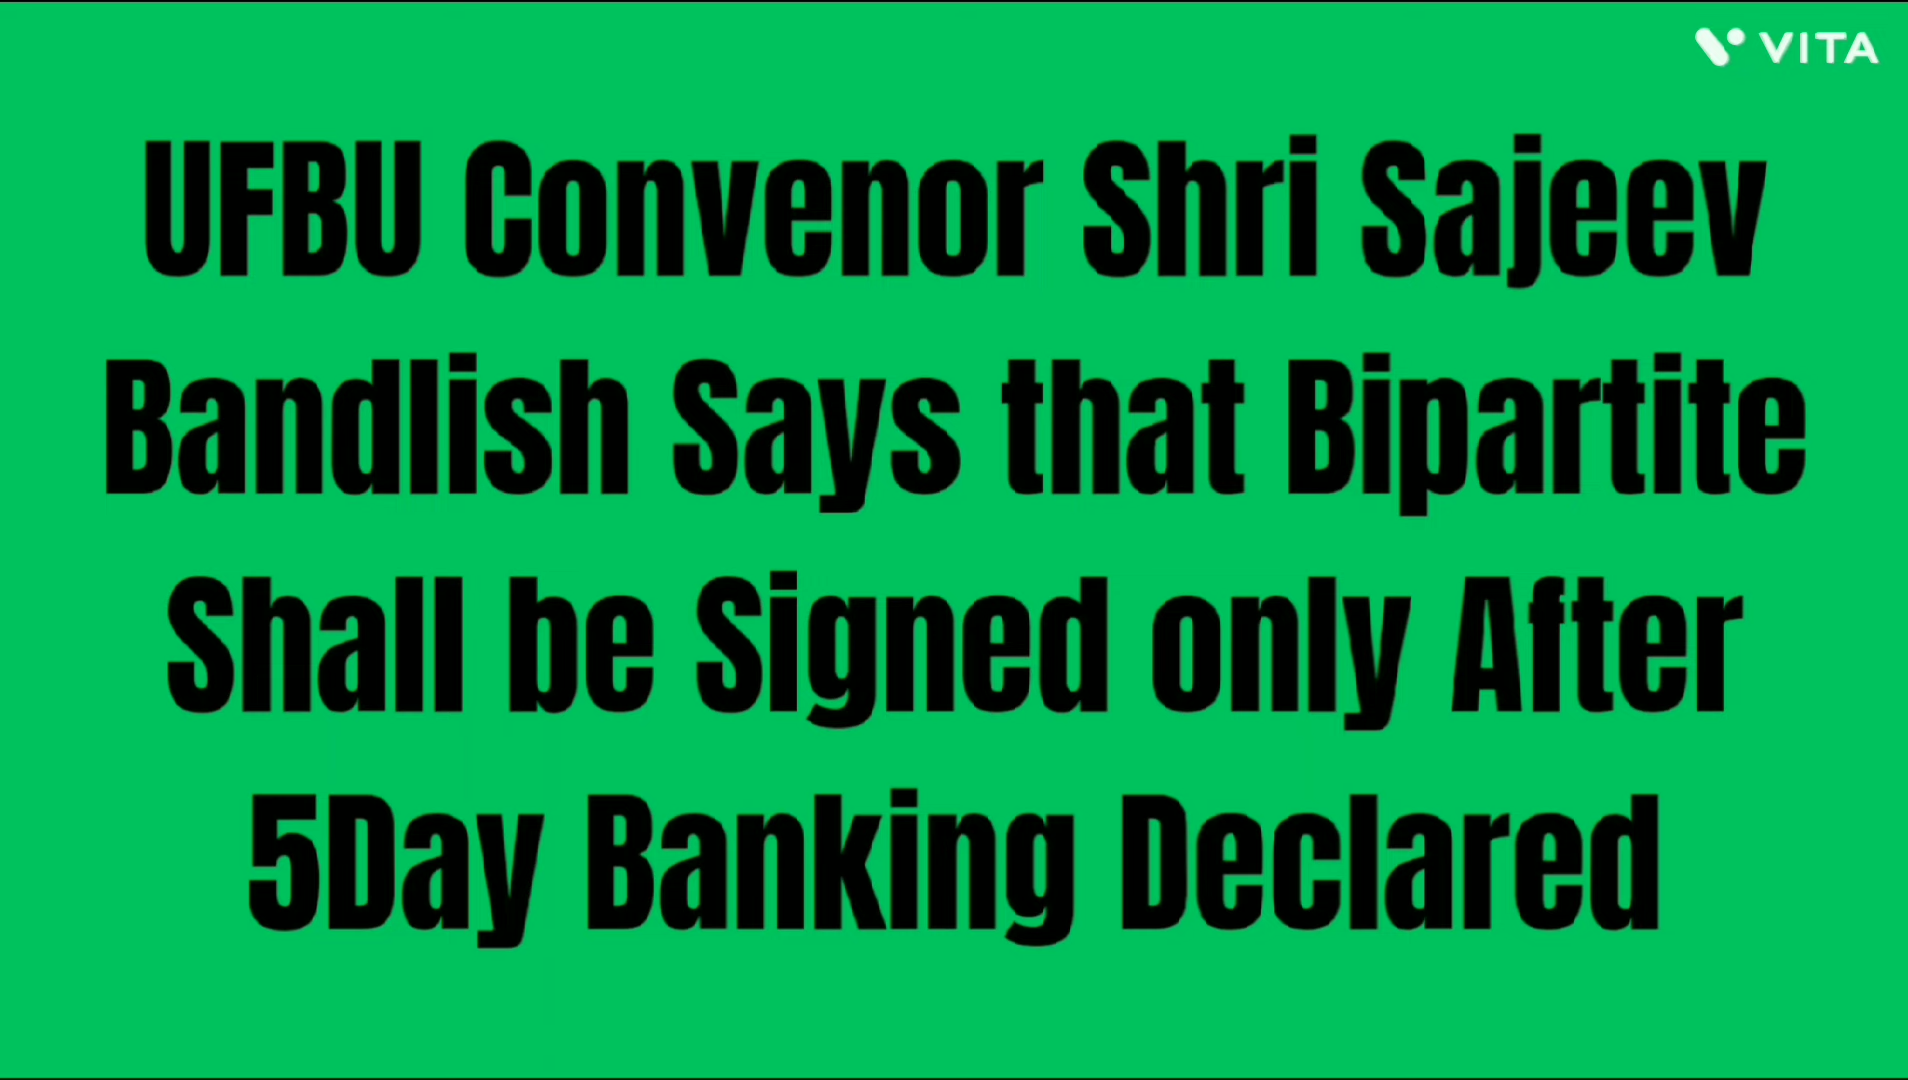 VITA
UFBU Convenor Shri Sajeev
Bandlish Says that Bipartite
Shall be Signed only After
5Day Banking Declared